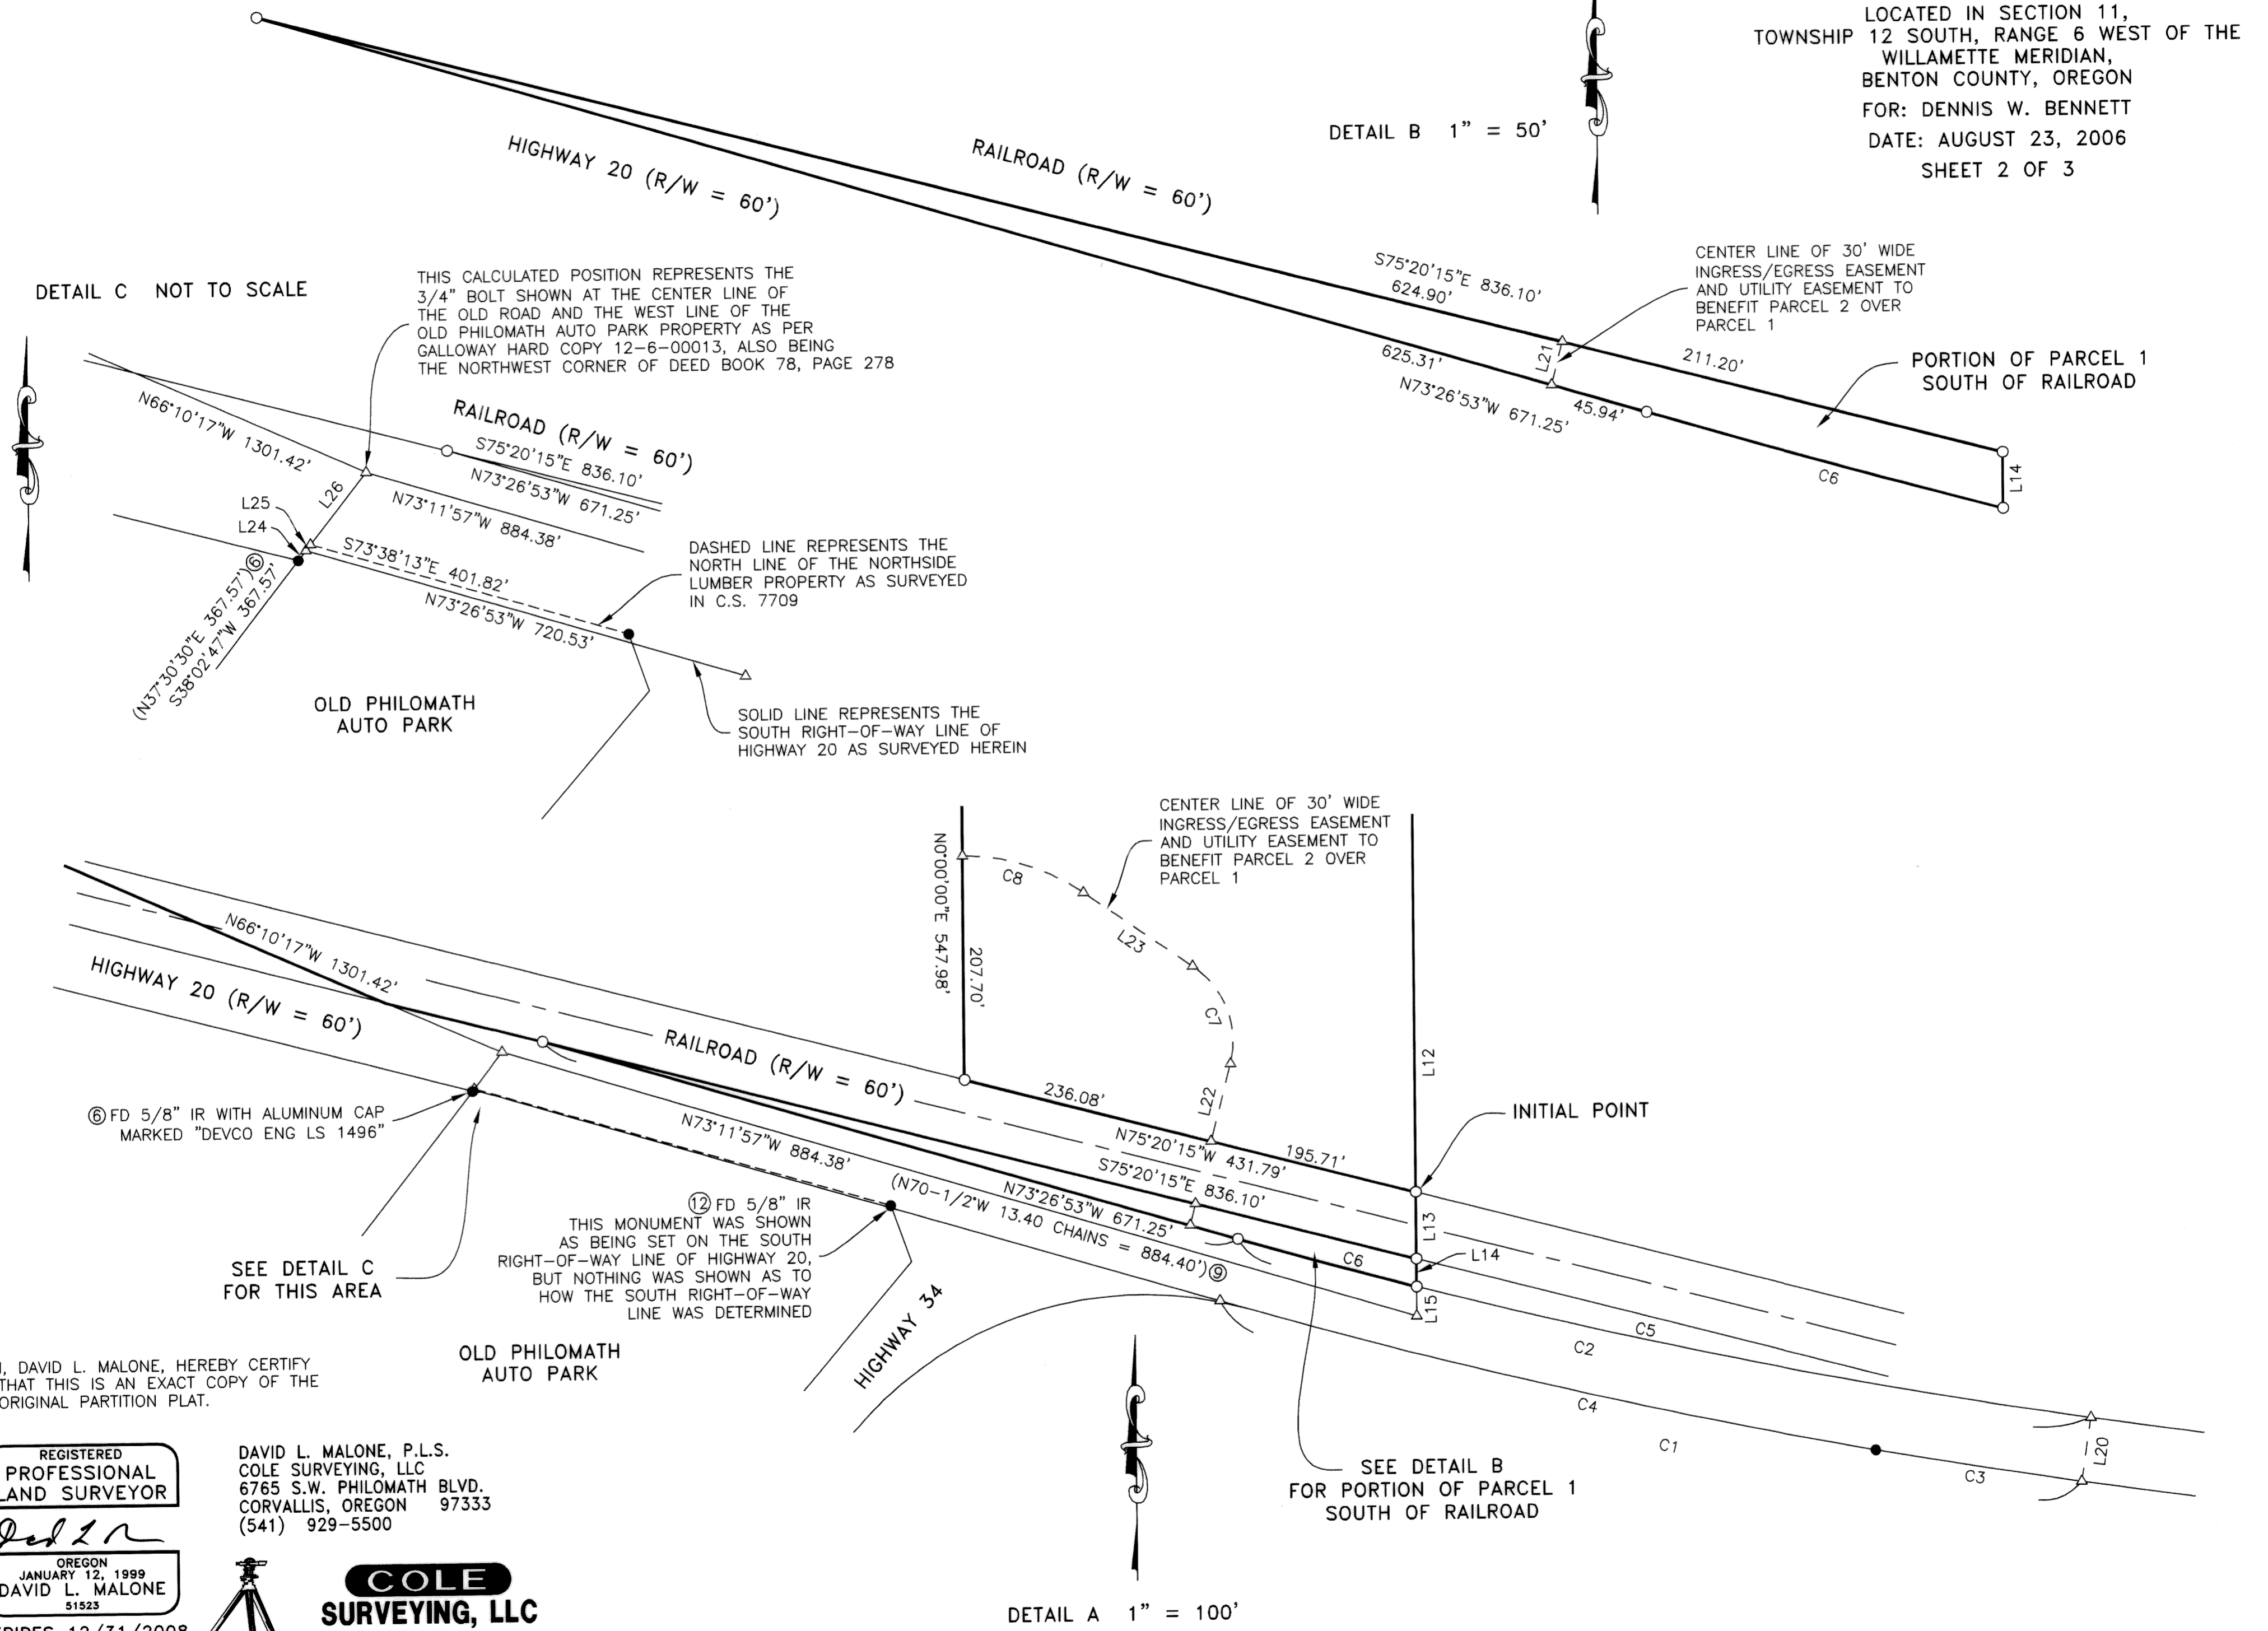 LOCATED IN SECTION 11,
TOWNSHIP 12 SOUTH, RANGE 6 WEST OF THE
WILLAMETTE MERIDIAN,
BENTON COUNTY, OREGON
FOR: DENNIS W. BENNETT
DATE: AUGUST 23, 2006
SHEET 2 OF 3
DETAIL B 1" = 50'
HIGHWAY 20 (R/W = 60')
RAILROAD (R/W = 60')
S75°20'15"E 836.10'
624.90'
L21
625.31'
N73°26'53"W 671.25'
45.94'
211.20'
C6
L14
CENTER LINE OF 30' WIDE
INGRESS/EGRESS EASEMENT
AND UTILITY EASEMENT TO
BENEFIT PARCEL 2 OVER
PARCEL 1
PORTION OF PARCEL 1
SOUTH OF RAILROAD
DETAIL C NOT TO SCALE
THIS CALCULATED POSITION REPRESENTS THE
3/4" BOLT SHOWN AT THE CENTER LINE OF
THE OLD ROAD AND THE WEST LINE OF THE
OLD PHILOMATH AUTO PARK PROPERTY AS PER
GALLOWAY HARD COPY 12-6-00013, ALSO BEING
THE NORTHWEST CORNER OF DEED BOOK 78, PAGE 278
N66°10'17"W 1301.42'
RAILROAD (R/W = 60')
S75°20'15"E 836.10'
N73°26'53"W 671.25'
N73°11'57"W 884.38'
L26
L25
L24
S73°38'13"E 401.82'
N73°26'53"W 720.53'
(N37°30'30"E 367.57')⑥
S38°02'47"W 367.57'
DASHED LINE REPRESENTS THE
NORTH LINE OF THE NORTHSIDE
LUMBER PROPERTY AS SURVEYED
IN C.S. 7709
OLD PHILOMATH
AUTO PARK
SOLID LINE REPRESENTS THE
SOUTH RIGHT-OF-WAY LINE OF
HIGHWAY 20 AS SURVEYED HEREIN
CENTER LINE OF 30' WIDE
INGRESS/EGRESS EASEMENT
AND UTILITY EASEMENT TO
BENEFIT PARCEL 2 OVER
PARCEL 1
N0°00'00"E 547.98'
207.70'
C8
L23
C7
L22
L12
N66°10'17"W 1301.42'
HIGHWAY 20 (R/W = 60')
RAILROAD (R/W = 60')
236.08'
N75°20'15"W 431.79'
195.71'
S75°20'15"E 836.10'
INITIAL POINT
L13
L14
L15
C6
N73°11'57"W 884.38'
N73°26'53"W 671.25'
(N70-1/2°W 13.40 CHAINS = 884.40')⑨
⑥ FD 5/8" IR WITH ALUMINUM CAP
MARKED "DEVCO ENG LS 1496"
⑫ FD 5/8" IR
THIS MONUMENT WAS SHOWN
AS BEING SET ON THE SOUTH
RIGHT-OF-WAY LINE OF HIGHWAY 20,
BUT NOTHING WAS SHOWN AS TO
HOW THE SOUTH RIGHT-OF-WAY
LINE WAS DETERMINED
SEE DETAIL C
FOR THIS AREA
OLD PHILOMATH
AUTO PARK
HIGHWAY 34
C5
C2
C4
C1
C3
L20
SEE DETAIL B
FOR PORTION OF PARCEL 1
SOUTH OF RAILROAD
DETAIL A 1" = 100'
I, DAVID L. MALONE, HEREBY CERTIFY
THAT THIS IS AN EXACT COPY OF THE
ORIGINAL PARTITION PLAT.
REGISTERED
PROFESSIONAL
LAND SURVEYOR
OREGON
JANUARY 12, 1999
DAVID L. MALONE
51523
12/31/2008
DAVID L. MALONE, P.L.S.
COLE SURVEYING, LLC
6765 S.W. PHILOMATH BLVD.
CORVALLIS, OREGON 97333
(541) 929-5500
COLE
SURVEYING, LLC